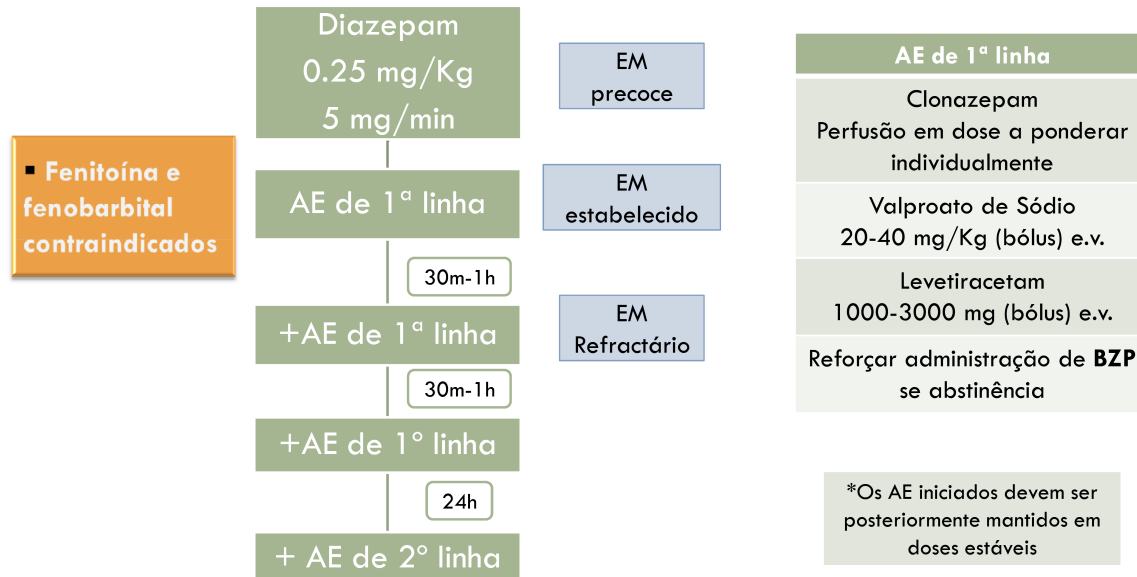 Diazepam
0.25 mg/Kg
5 mg/min
EM
precoce
▪ Fenitoína e
fenobarbital
contraindicados
AE de 1ª linha
EM
estabelecido
30m-1h
+AE de 1ª linha
EM
Refractário
30m-1h
+AE de 1º linha
24h
+ AE de 2º linha
AE de 1ª linha
Clonazepam
Perfusão em dose a ponderar
individualmente
Valproato de Sódio
20-40 mg/Kg (bólus) e.v.
Levetiracetam
1000-3000 mg (bólus) e.v.
Reforçar administração de BZP
se abstinência
*Os AE iniciados devem ser
posteriormente mantidos em
doses estáveis